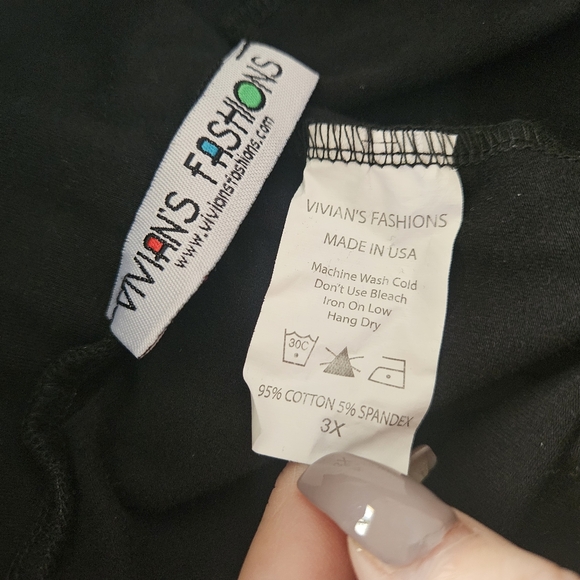 VIVIAN'S FASHIONS
www.viviansfashions.com
VIVIAN'S FASHIONS
MADE IN USA
Machine Wash Cold
Don't Use Bleach
Iron On Low
Hang Dry
30C
95% COTTON 5% SPANDEX
3X